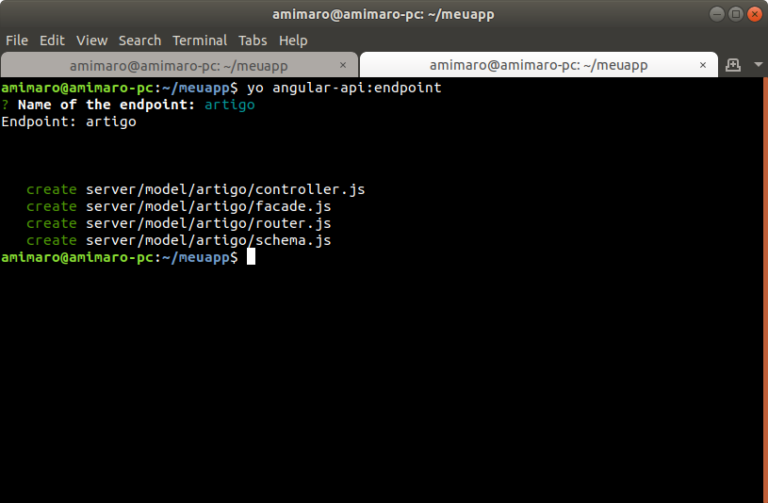 amimaro@amimaro-pc: ~/meuapp
File Edit View Search Terminal Tabs Help
amimaro@amimaro-pc: ~/meuapp × amimaro@amimaro-pc: ~/meuapp ×
amimaro@amimaro-pc:~/meuapp$ yo angular-api:endpoint
? Name of the endpoint: artigo
Endpoint: artigo
create server/model/artigo/controller.js
create server/model/artigo/facade.js
create server/model/artigo/router.js
create server/model/artigo/schema.js
amimaro@amimaro-pc:~/meuapp$